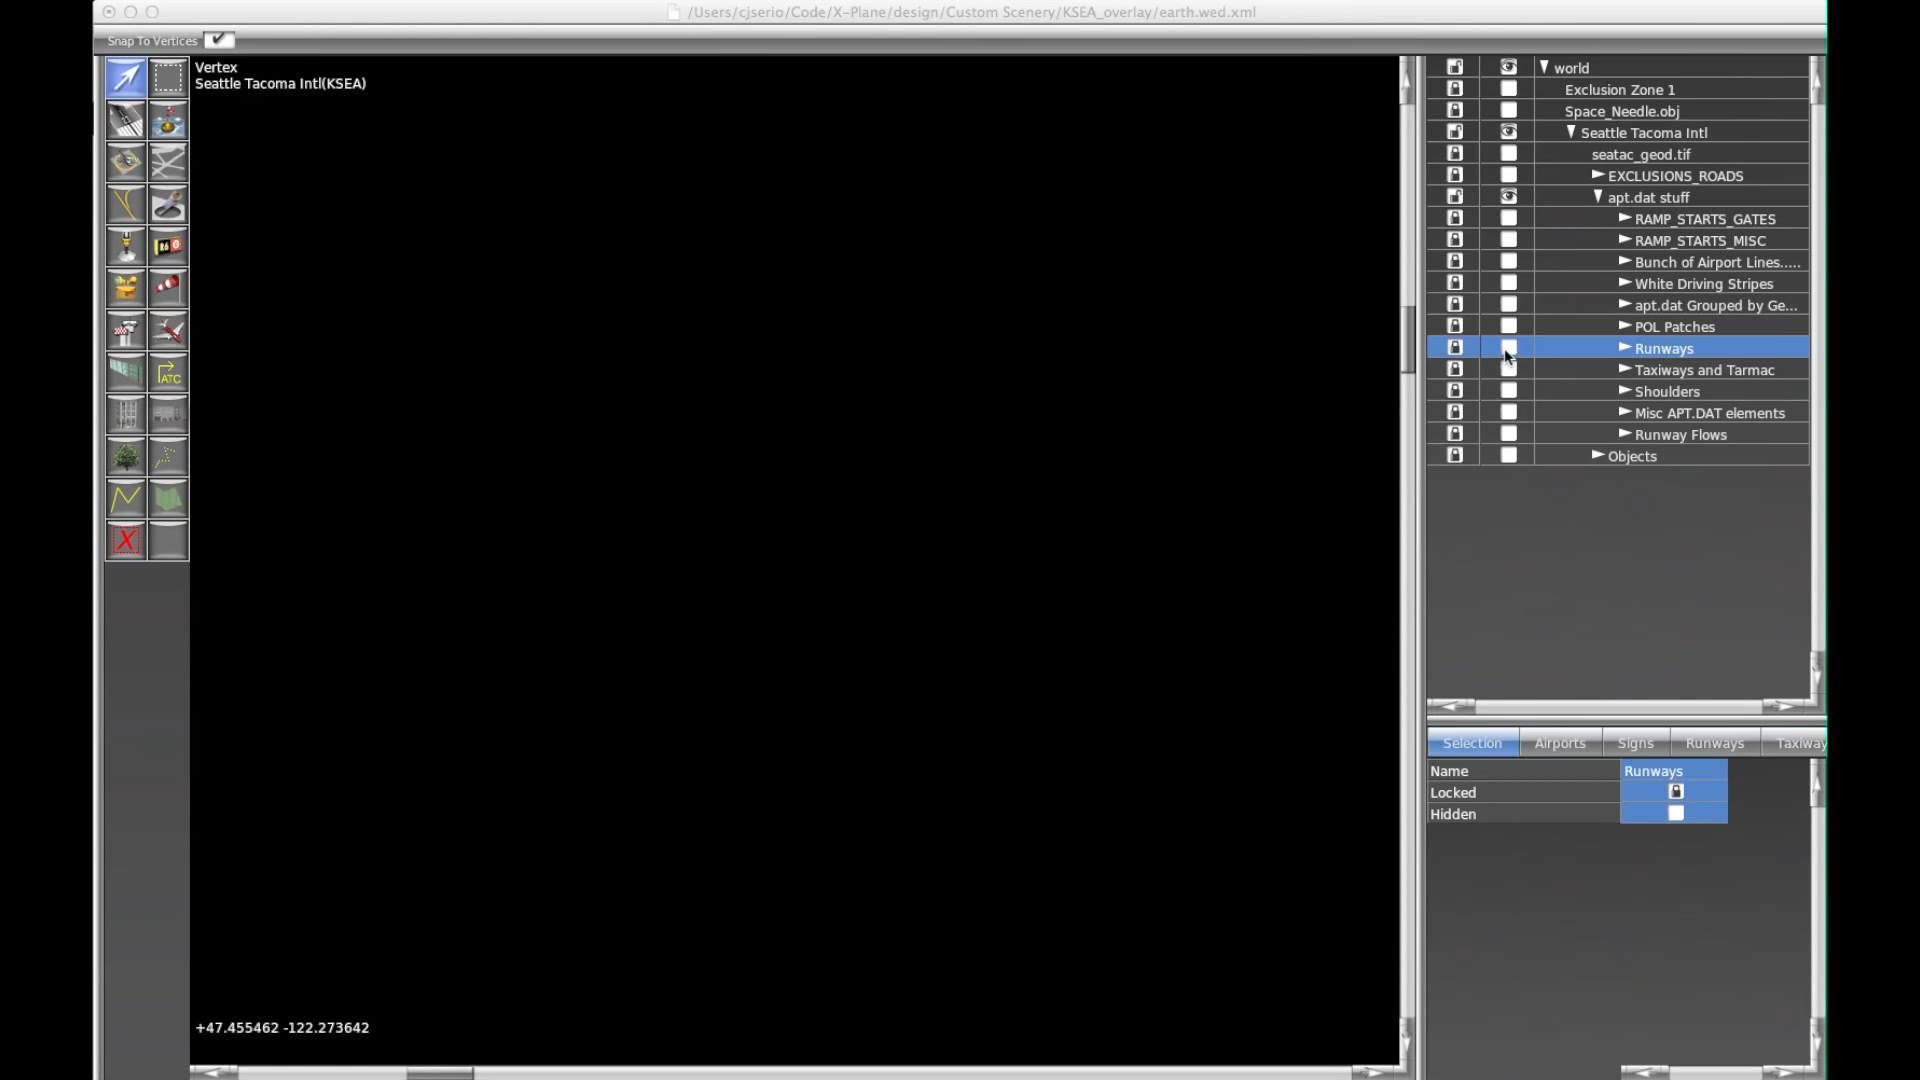 /Users/cjserio/Code/X-Plane/design/Custom Scenery/KSEA_overlay/earth.wed.xml
Snap To Vertices
Vertex
Seattle Tacoma Intl(KSEA)
R6 0
ATC
X
+47.455462 -122.273642
world
Exclusion Zone 1
Space_Needle.obj
Seattle Tacoma Intl
seatac_geod.tif
EXCLUSIONS_ROADS
apt.dat stuff
RAMP_STARTS_GATES
RAMP_STARTS_MISC
Bunch of Airport Lines.....
White Driving Stripes
apt.dat Grouped by Ge...
POL Patches
Runways
Taxiways and Tarmac
Shoulders
Misc APT.DAT elements
Runway Flows
Objects
Selection Airports Signs Runways Taxiway
Name Runways
Locked
Hidden